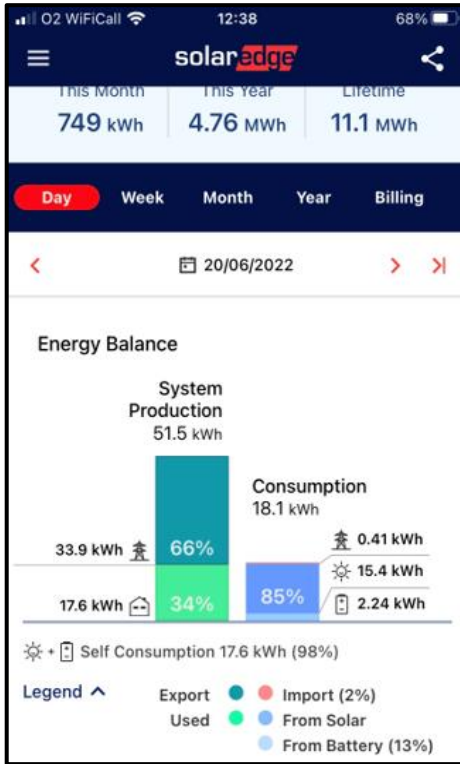 O2 WiFiCall 12:38 68%
solaredge
This Month This Year Lifetime
749 kWh 4.76 MWh 11.1 MWh
Day Week Month Year Billing
20/06/2022
Energy Balance
System
Production
51.5 kWh
Consumption
18.1 kWh
33.9 kWh 66% 0.41 kWh
15.4 kWh
17.6 kWh 34% 85% 2.24 kWh
+ Self Consumption 17.6 kWh (98%)
Legend Export Import (2%)
Used From Solar
From Battery (13%)